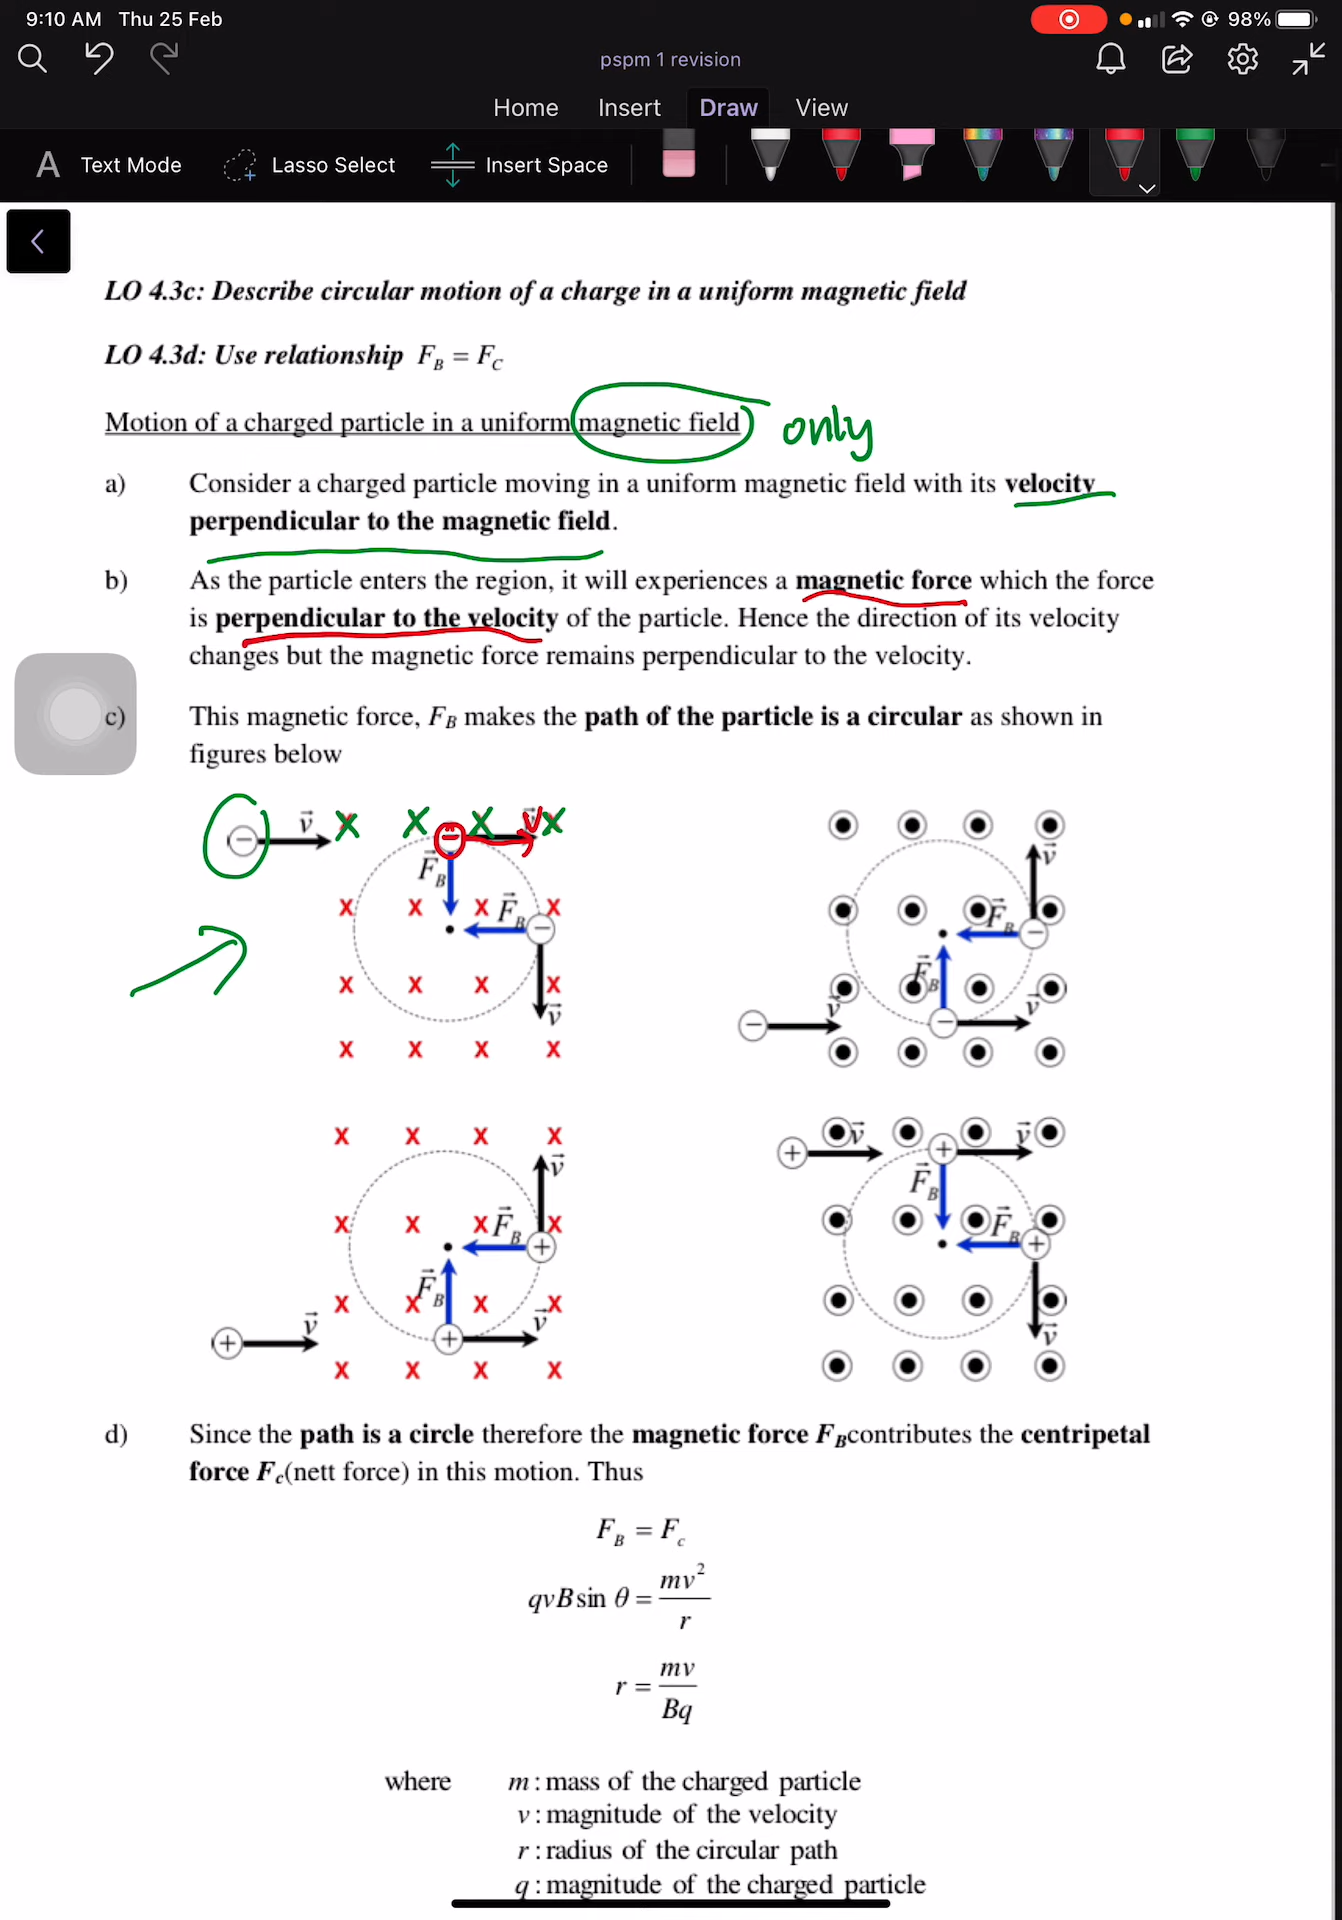 9:10 AM Thu 25 Feb
98%
pspm 1 revision
Home Insert Draw View
A Text Mode Lasso Select Insert Space
LO 4.3c: Describe circular motion of a charge in a uniform magnetic field
LO 4.3d: Use relationship F_B = F_C
Motion of a charged particle in a uniform magnetic field only
a) Consider a charged particle moving in a uniform magnetic field with its velocity
perpendicular to the magnetic field.
b) As the particle enters the region, it will experiences a magnetic force which the force
is perpendicular to the velocity of the particle. Hence the direction of its velocity
changes but the magnetic force remains perpendicular to the velocity.
c) This magnetic force, F_B makes the path of the particle is a circular as shown in
figures below
v⃗ X X − X v⃗ X
−
F⃗_B
X X X F⃗_B X
−
X X X X
v⃗
X X X X
v⃗
F⃗_B
−
F⃗_B
v⃗ v⃗
− −
X X X X
v⃗
X X X F⃗_B X
+
F⃗_B
X X X X
v⃗ v⃗
+ +
X X X X
v⃗ v⃗
+ +
F⃗_B
F⃗_B
+
v⃗
d) Since the path is a circle therefore the magnetic force F_B contributes the centripetal
force F_c (nett force) in this motion. Thus
F_B = F_c
qvB sin θ = mv²/r
r = mv/Bq
where m : mass of the charged particle
v : magnitude of the velocity
r : radius of the circular path
q : magnitude of the charged particle